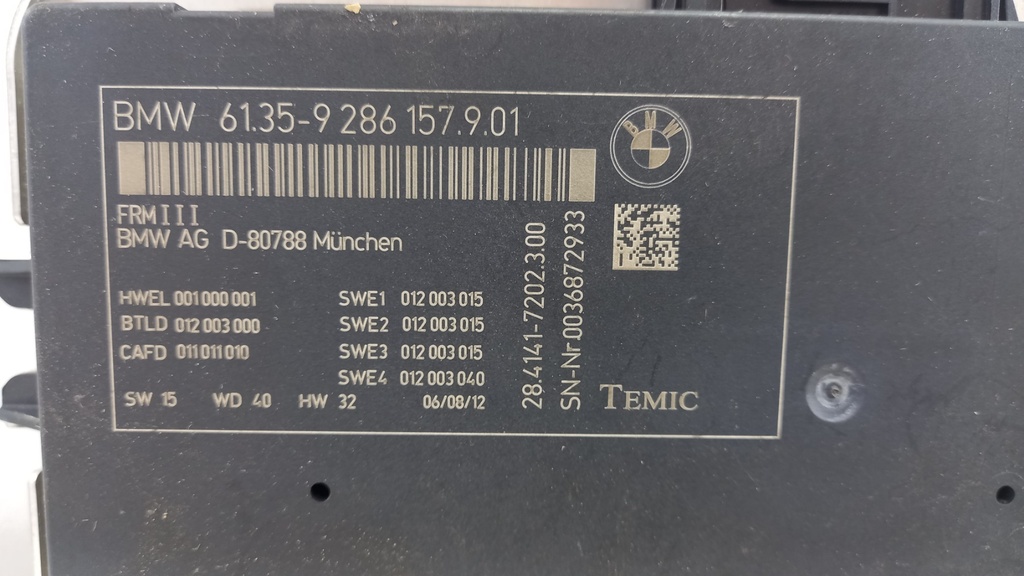 BMW 61.35-9 286 157.9.01
BMW
FRM III
BMW AG D-80788 München
HWEL 001 000 001 SWE1 012 003 015
BTLD 012 003 000 SWE2 012 003 015
CAFD 011 011 010 SWE3 012 003 015
SWE4 012 003 040
SW 15 WD 40 HW 32 06/08/12
28.4141-7202.3.00
SN-Nr.0036872933
TEMIC